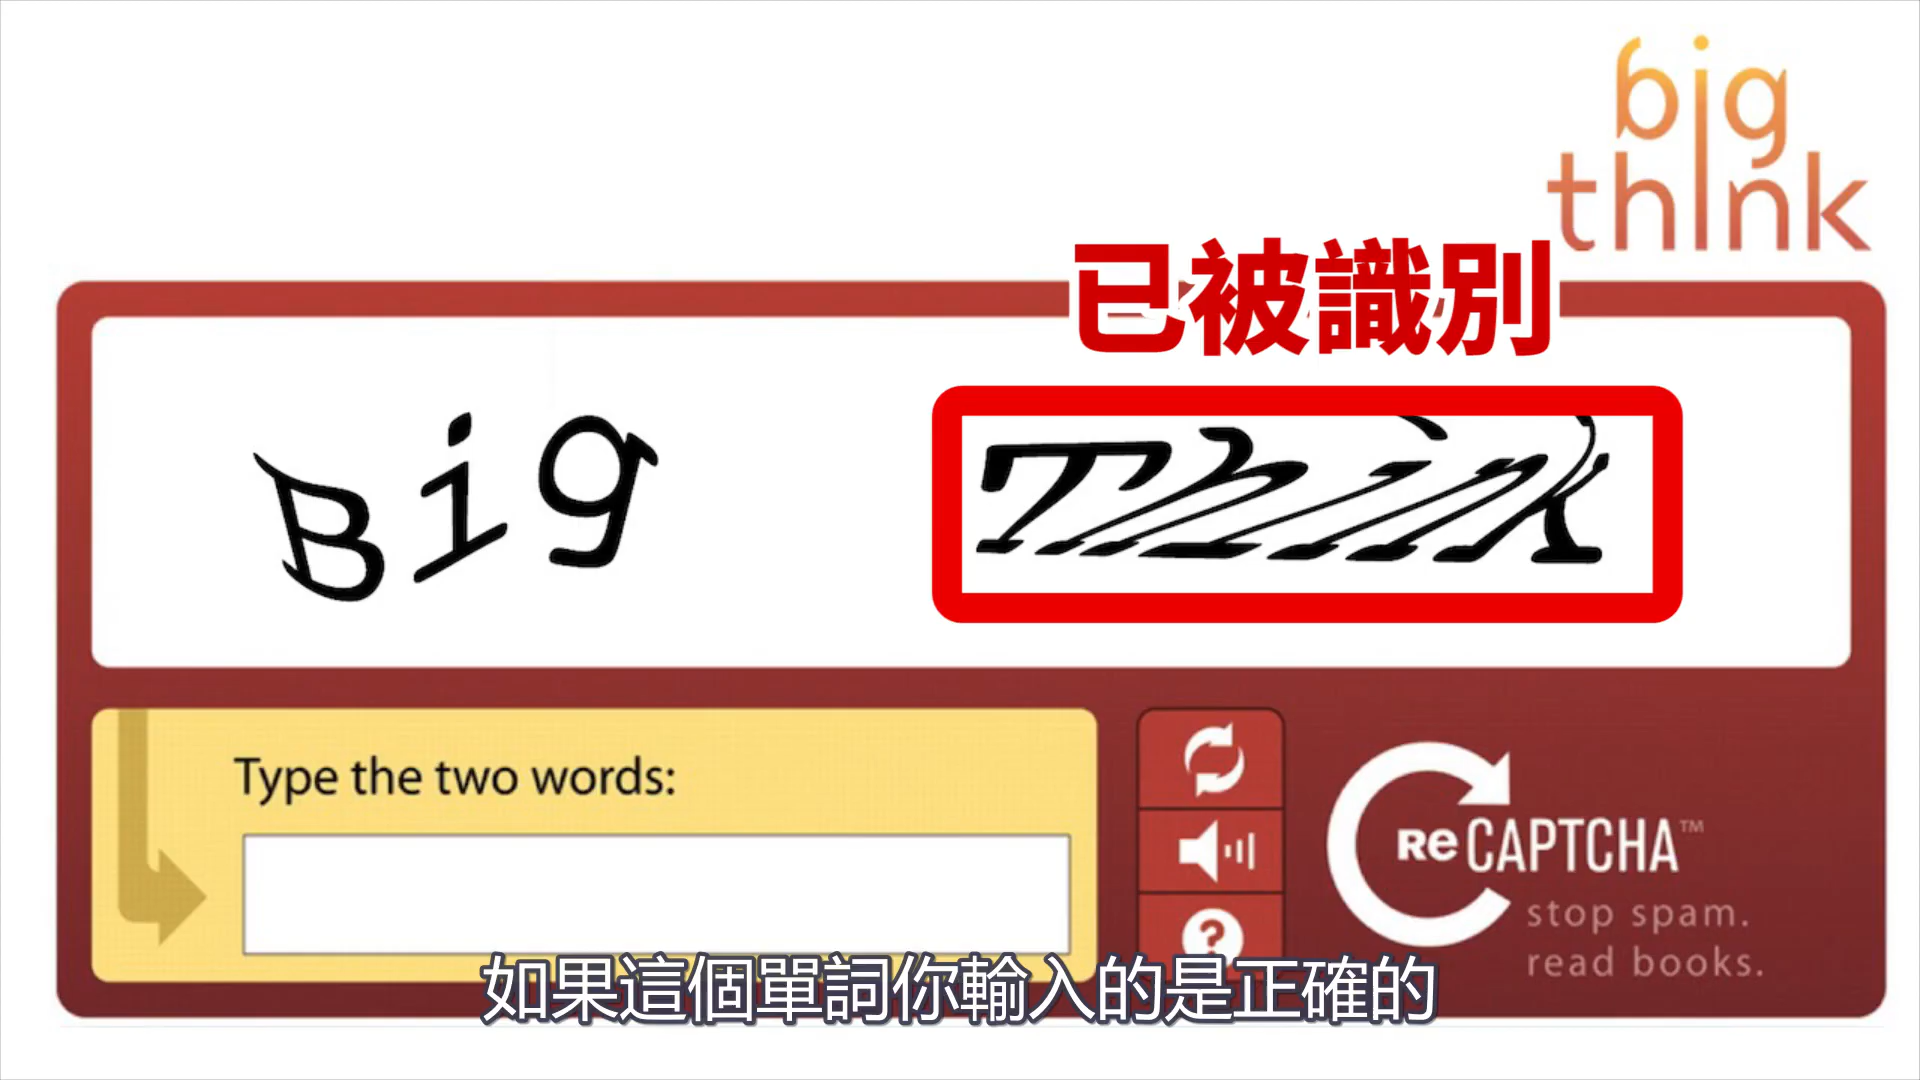 big
think
已被識別
Big Think
Type the two words:
reCAPTCHA™
stop spam.
read books.
如果這個單詞你輸入的是正確的